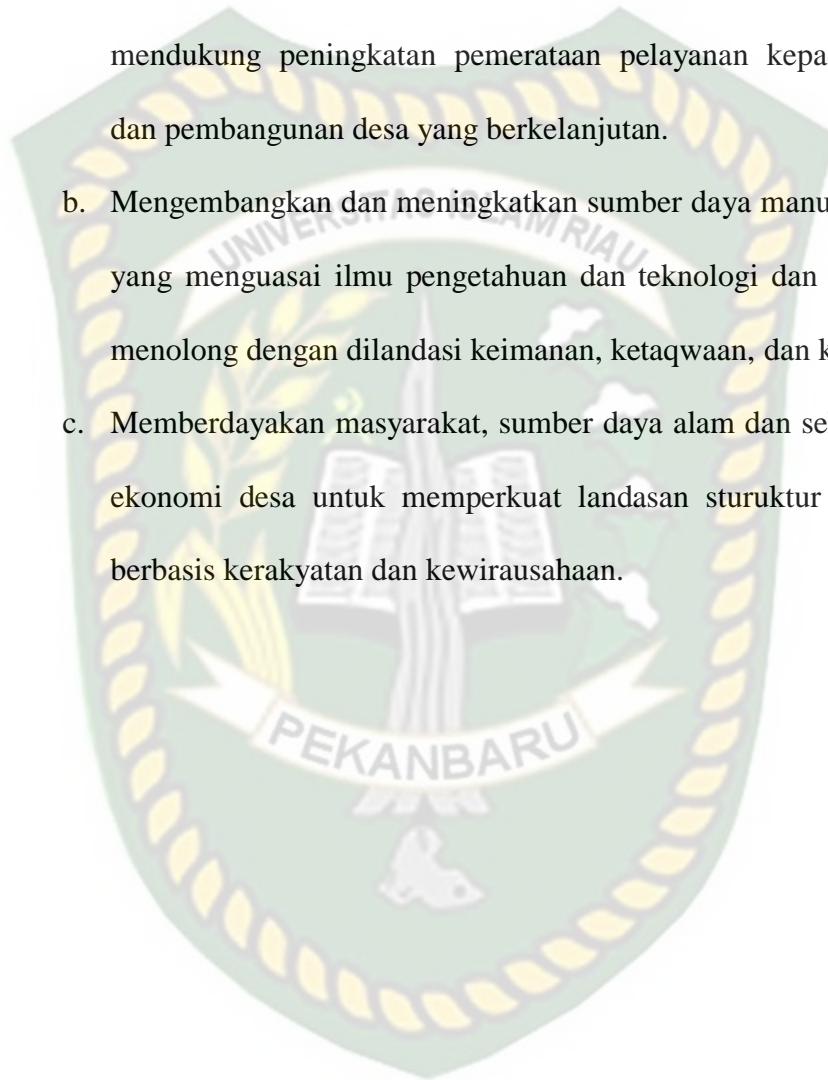 mendukung peningkatan pemerataan pelayanan kepa
dan pembangunan desa yang berkelanjutan.
b. Mengembangkan dan meningkatkan sumber daya manu
UNIVERSITAS ISLAM RIAU
yang menguasai ilmu pengetahuan dan teknologi dan
menolong dengan dilandasi keimanan, ketaqwaan, dan k
c. Memberdayakan masyarakat, sumber daya alam dan se
ekonomi desa untuk memperkuat landasan sturuktur
berbasis kerakyatan dan kewirausahaan.
PEKANBARU